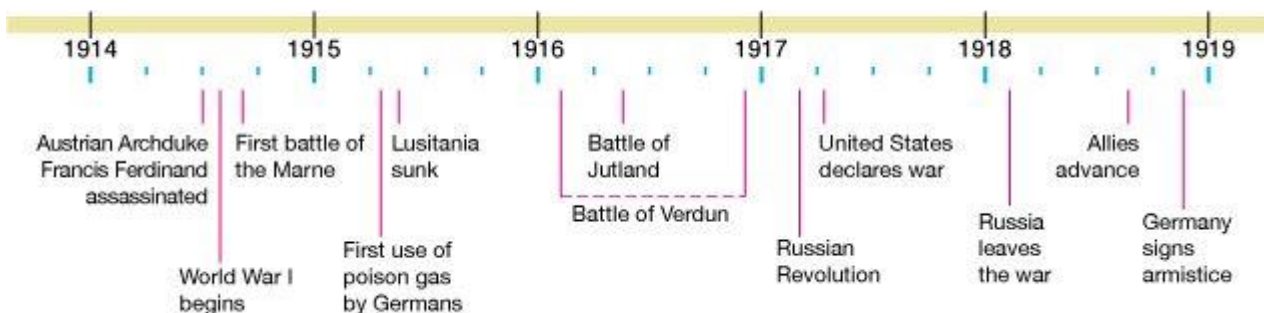 1914 1915 1916 1917 1918 1919
Austrian Archduke
Francis Ferdinand
assassinated
World War I
begins
First battle of
the Marne
First use of
poison gas
by Germans
Lusitania
sunk
Battle of
Jutland
Battle of Verdun
Russian
Revolution
United States
declares war
Russia
leaves
the war
Allies
advance
Germany
signs
armistice